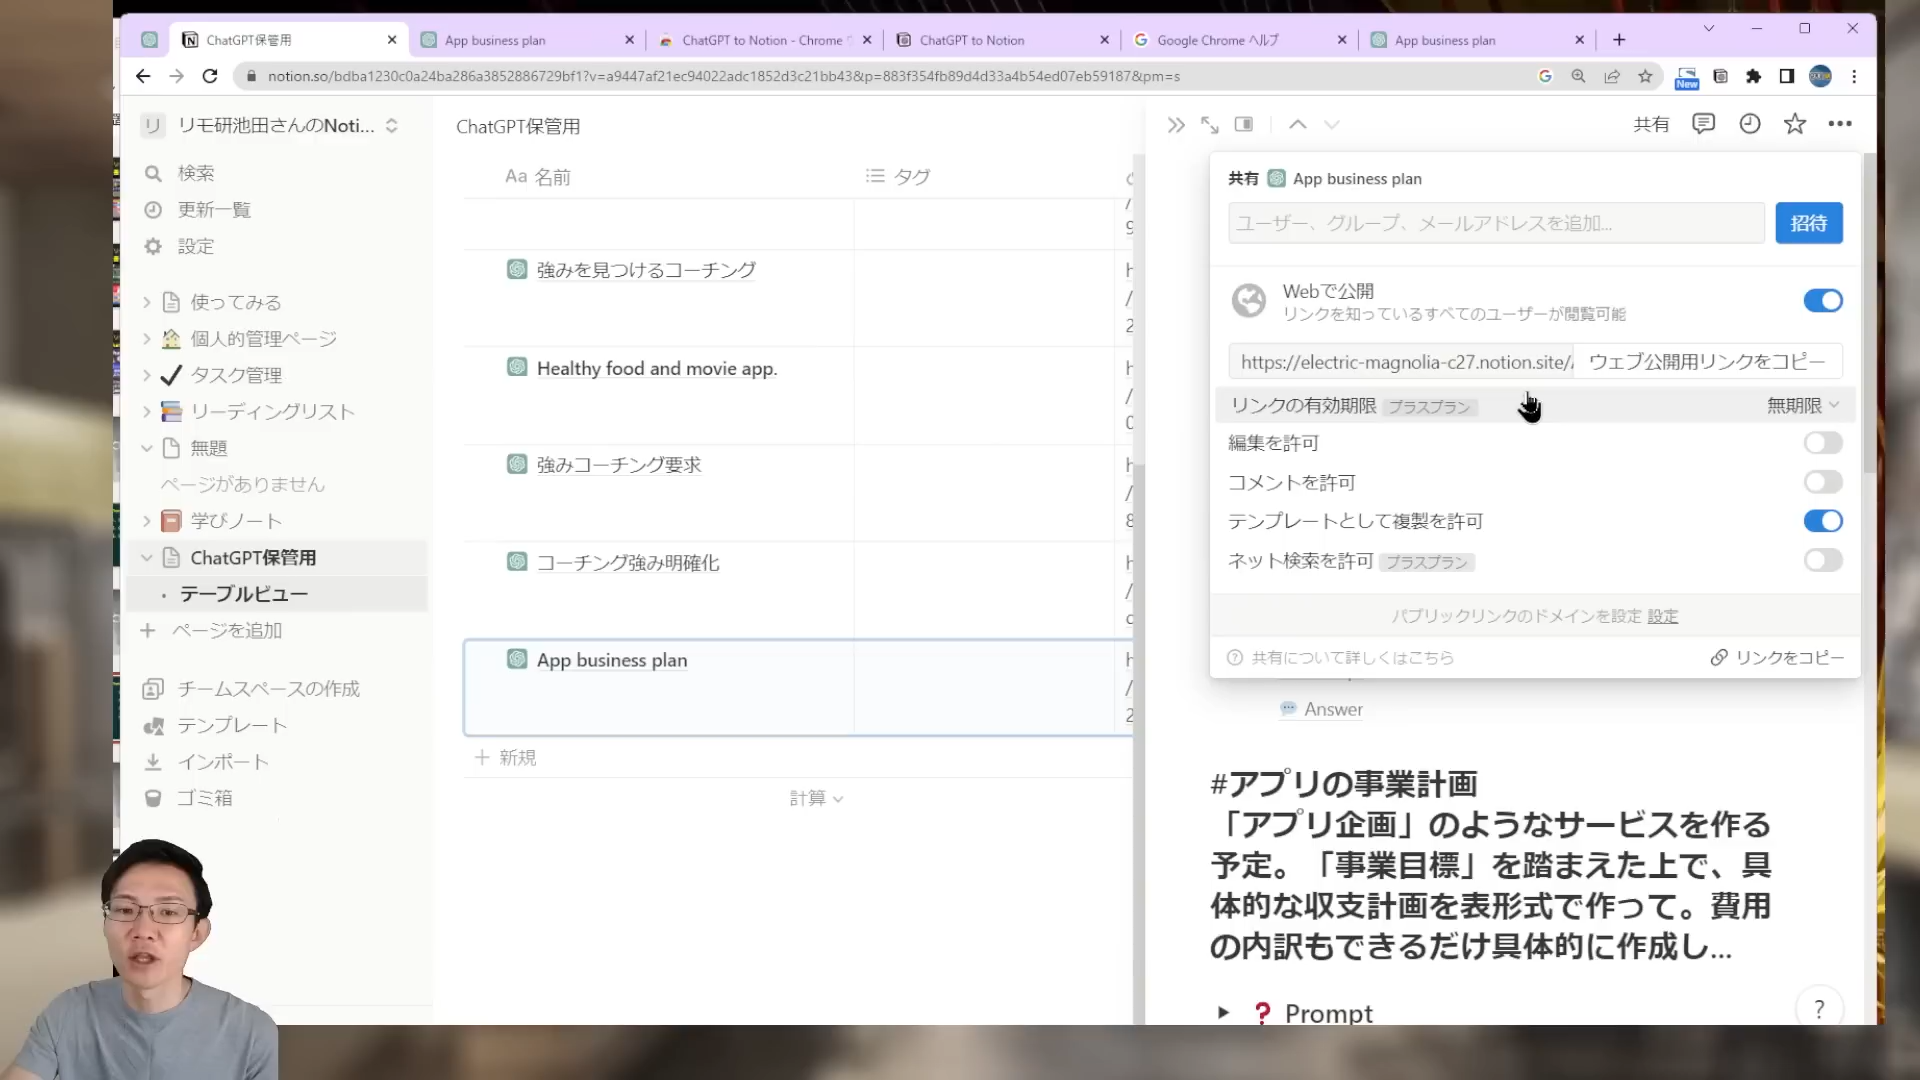 ChatGPT保管用
App business plan
ChatGPT to Notion - Chrome
ChatGPT to Notion
Google Chrome ヘルプ
App business plan
notion.so/bdba1230c0a24ba286a3852886729bf1?v=a9447af21ec94022adc1852d3c21bb43&p=883f354fb89d4d33a4b54ed07eb59187&pm=s
New
リ リモ研池田さんのNoti...
検索
更新一覧
設定
使ってみる
個人的管理ページ
タスク管理
リーディングリスト
無題
ページがありません
学びノート
ChatGPT保管用
テーブルビュー
ページを追加
チームスペースの作成
テンプレート
インポート
ゴミ箱
ChatGPT保管用
Aa 名前
タグ
強みを見つけるコーチング
Healthy food and movie app.
強みコーチング要求
コーチング強み明確化
App business plan
新規
計算
共有
共有 App business plan
ユーザー、グループ、メールアドレスを追加...
招待
Webで公開
リンクを知っているすべてのユーザーが閲覧可能
https://electric-magnolia-c27.notion.site/
ウェブ公開用リンクをコピー
リンクの有効期限 プラスプラン 無期限
編集を許可
コメントを許可
テンプレートとして複製を許可
ネット検索を許可 プラスプラン
パブリックリンクのドメインを設定 設定
共有について詳しくはこちら
リンクをコピー
Answer
#アプリの事業計画
「アプリ企画」のようなサービスを作る
予定。「事業目標」を踏まえた上で、具
体的な収支計画を表形式で作って。費用
の内訳もできるだけ具体的に作成し...
Prompt
?